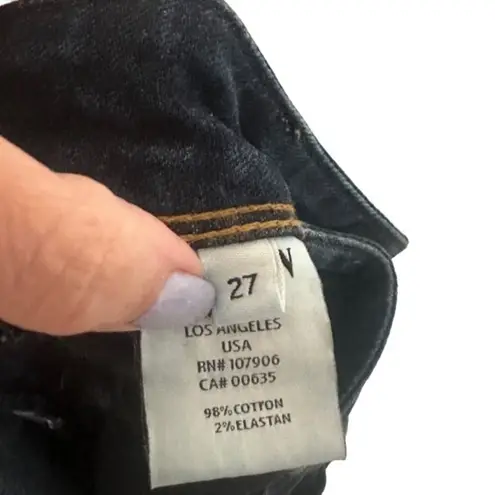 27
LOS ANGELES
USA
RN# 107906
CA# 00635
98% COTTON
2% ELASTAN